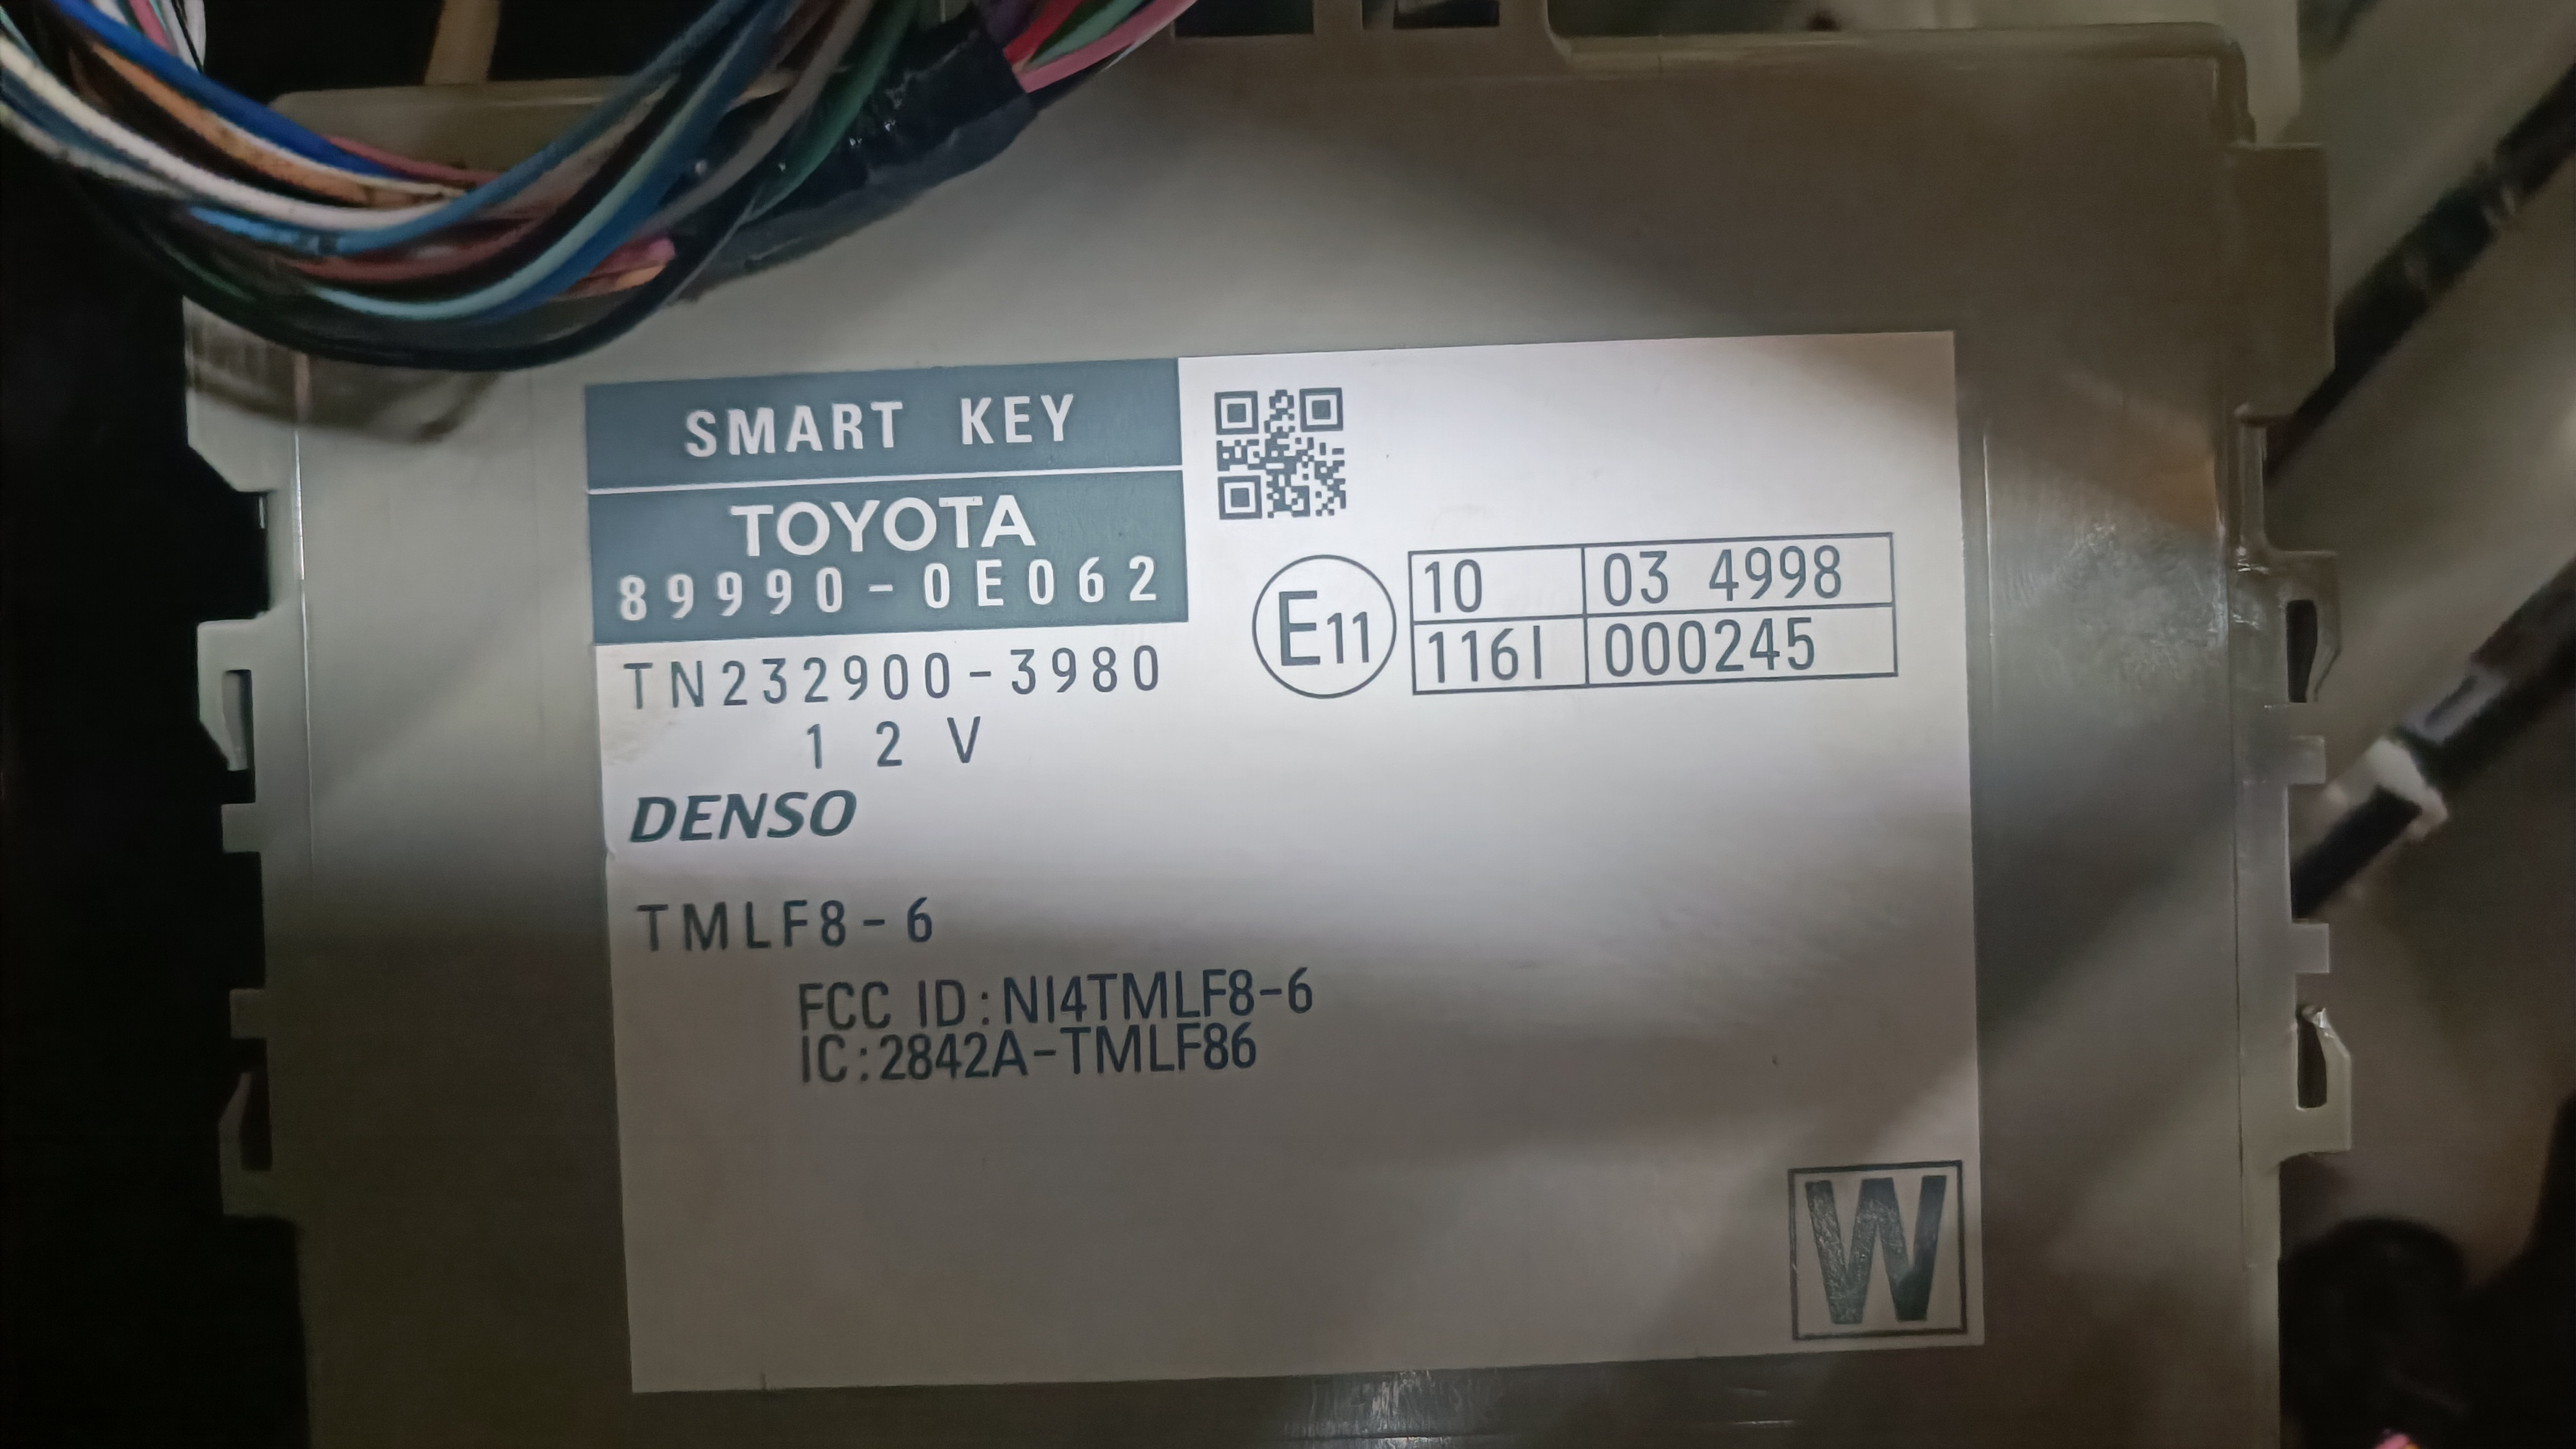 SMART KEY
TOYOTA
89990-0E062
TN232900-3980
12V
DENSO
TMLF8-6
FCC ID:NI4TMLF8-6
IC:2842A-TMLF86
E11
10 03 4998
116I 000245
W